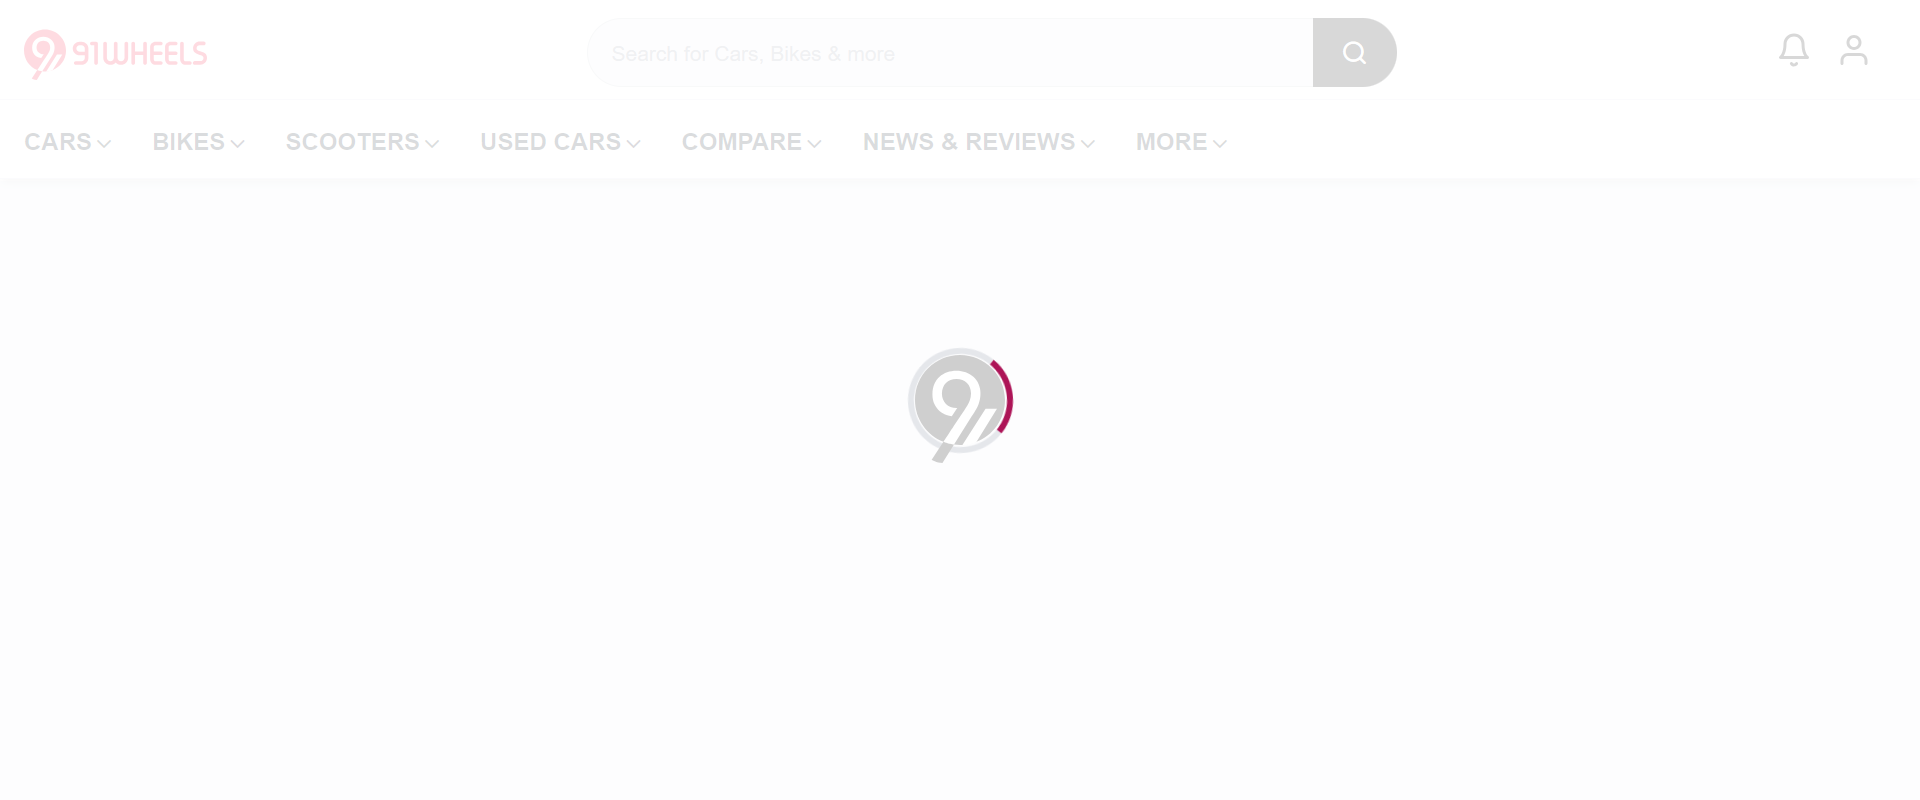 91WHEELS
Search for Cars, Bikes & more
CARS BIKES SCOOTERS USED CARS COMPARE NEWS & REVIEWS MORE